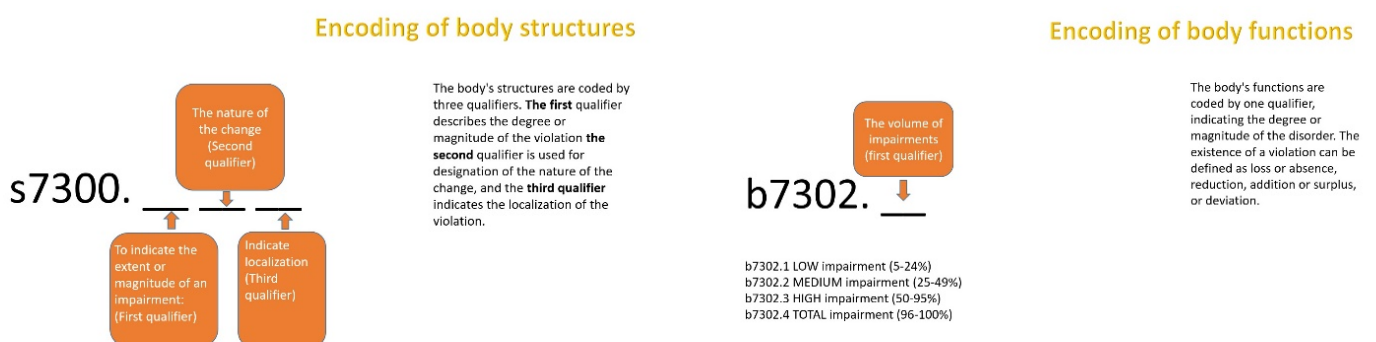 Encoding of body structures
The nature of
the change
(Second
qualifier)
s7300. __ __ __
To indicate the
extent or
magnitude of an
impairment:
(First qualifier)
Indicate
localization
(Third
qualifier)
The body's structures are coded by
three qualifiers. The first qualifier
describes the degree or
magnitude of the violation the
second qualifier is used for
designation of the nature of the
change, and the third qualifier
indicates the localization of the
violation.
Encoding of body functions
The volume of
impairments
(first qualifier)
b7302. __
b7302.1 LOW impairment (5-24%)
b7302.2 MEDIUM impairment (25-49%)
b7302.3 HIGH impairment (50-95%)
b7302.4 TOTAL impairment (96-100%)
The body's functions are
coded by one qualifier,
indicating the degree or
magnitude of the disorder. The
existence of a violation can be
defined as loss or absence,
reduction, addition or surplus,
or deviation.